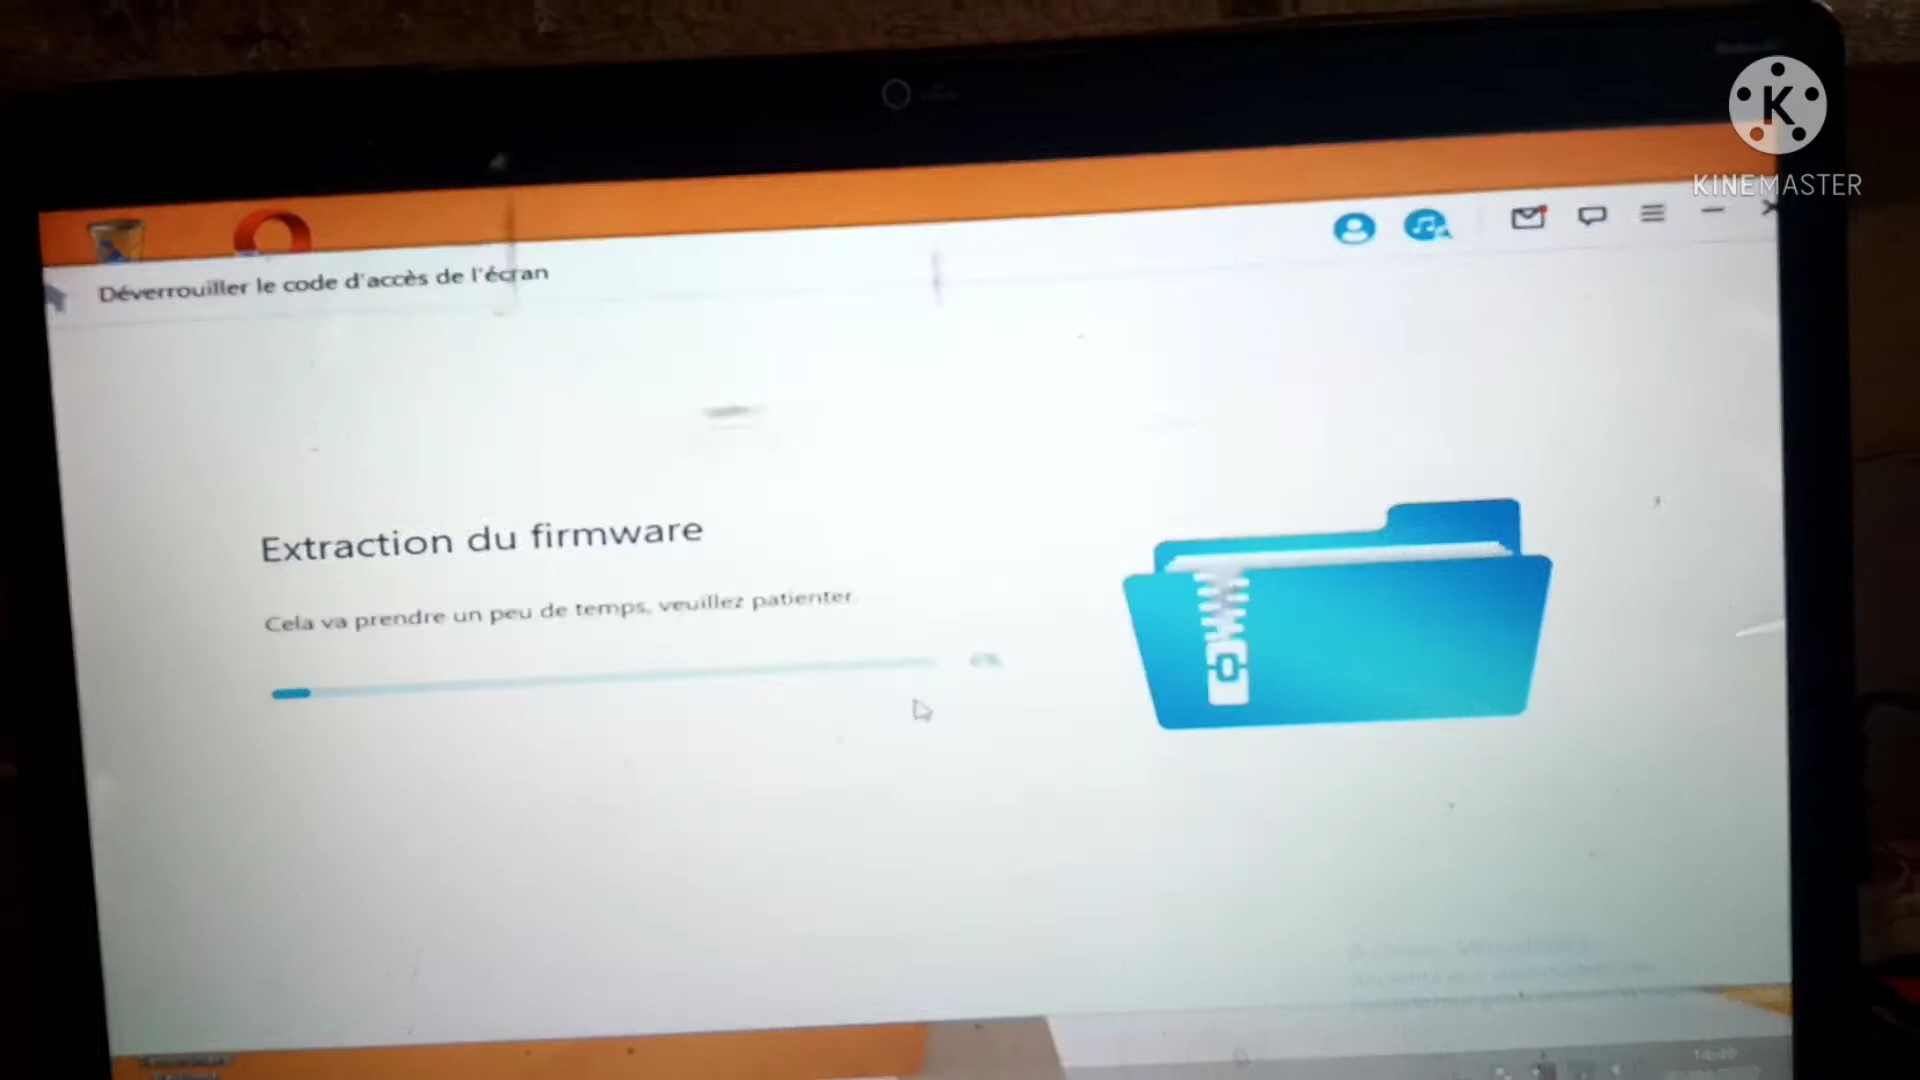 K
KINEMASTER
Déverrouiller le code d'accès de l'écran
Extraction du firmware
Cela va prendre un peu de temps, veuillez patienter.